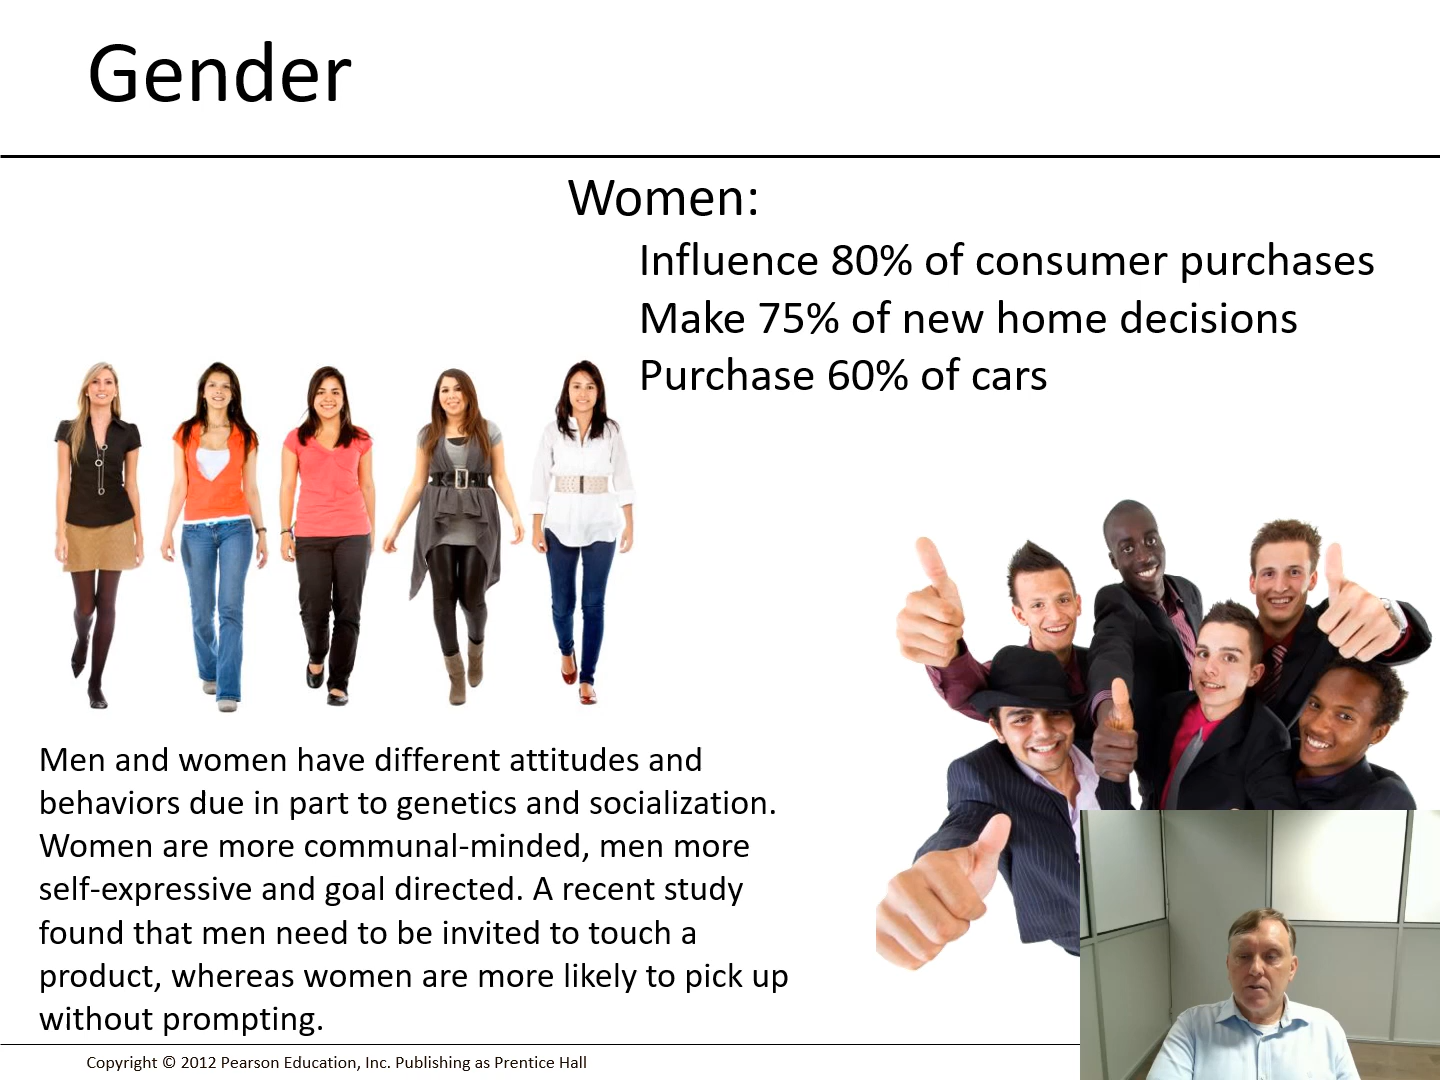 Gender
Women:
Influence 80% of consumer purchases
Make 75% of new home decisions
Purchase 60% of cars
Men and women have different attitudes and
behaviors due in part to genetics and socialization.
Women are more communal-minded, men more
self-expressive and goal directed. A recent study
found that men need to be invited to touch a
product, whereas women are more likely to pick up
without prompting.
Copyright © 2012 Pearson Education, Inc. Publishing as Prentice Hall